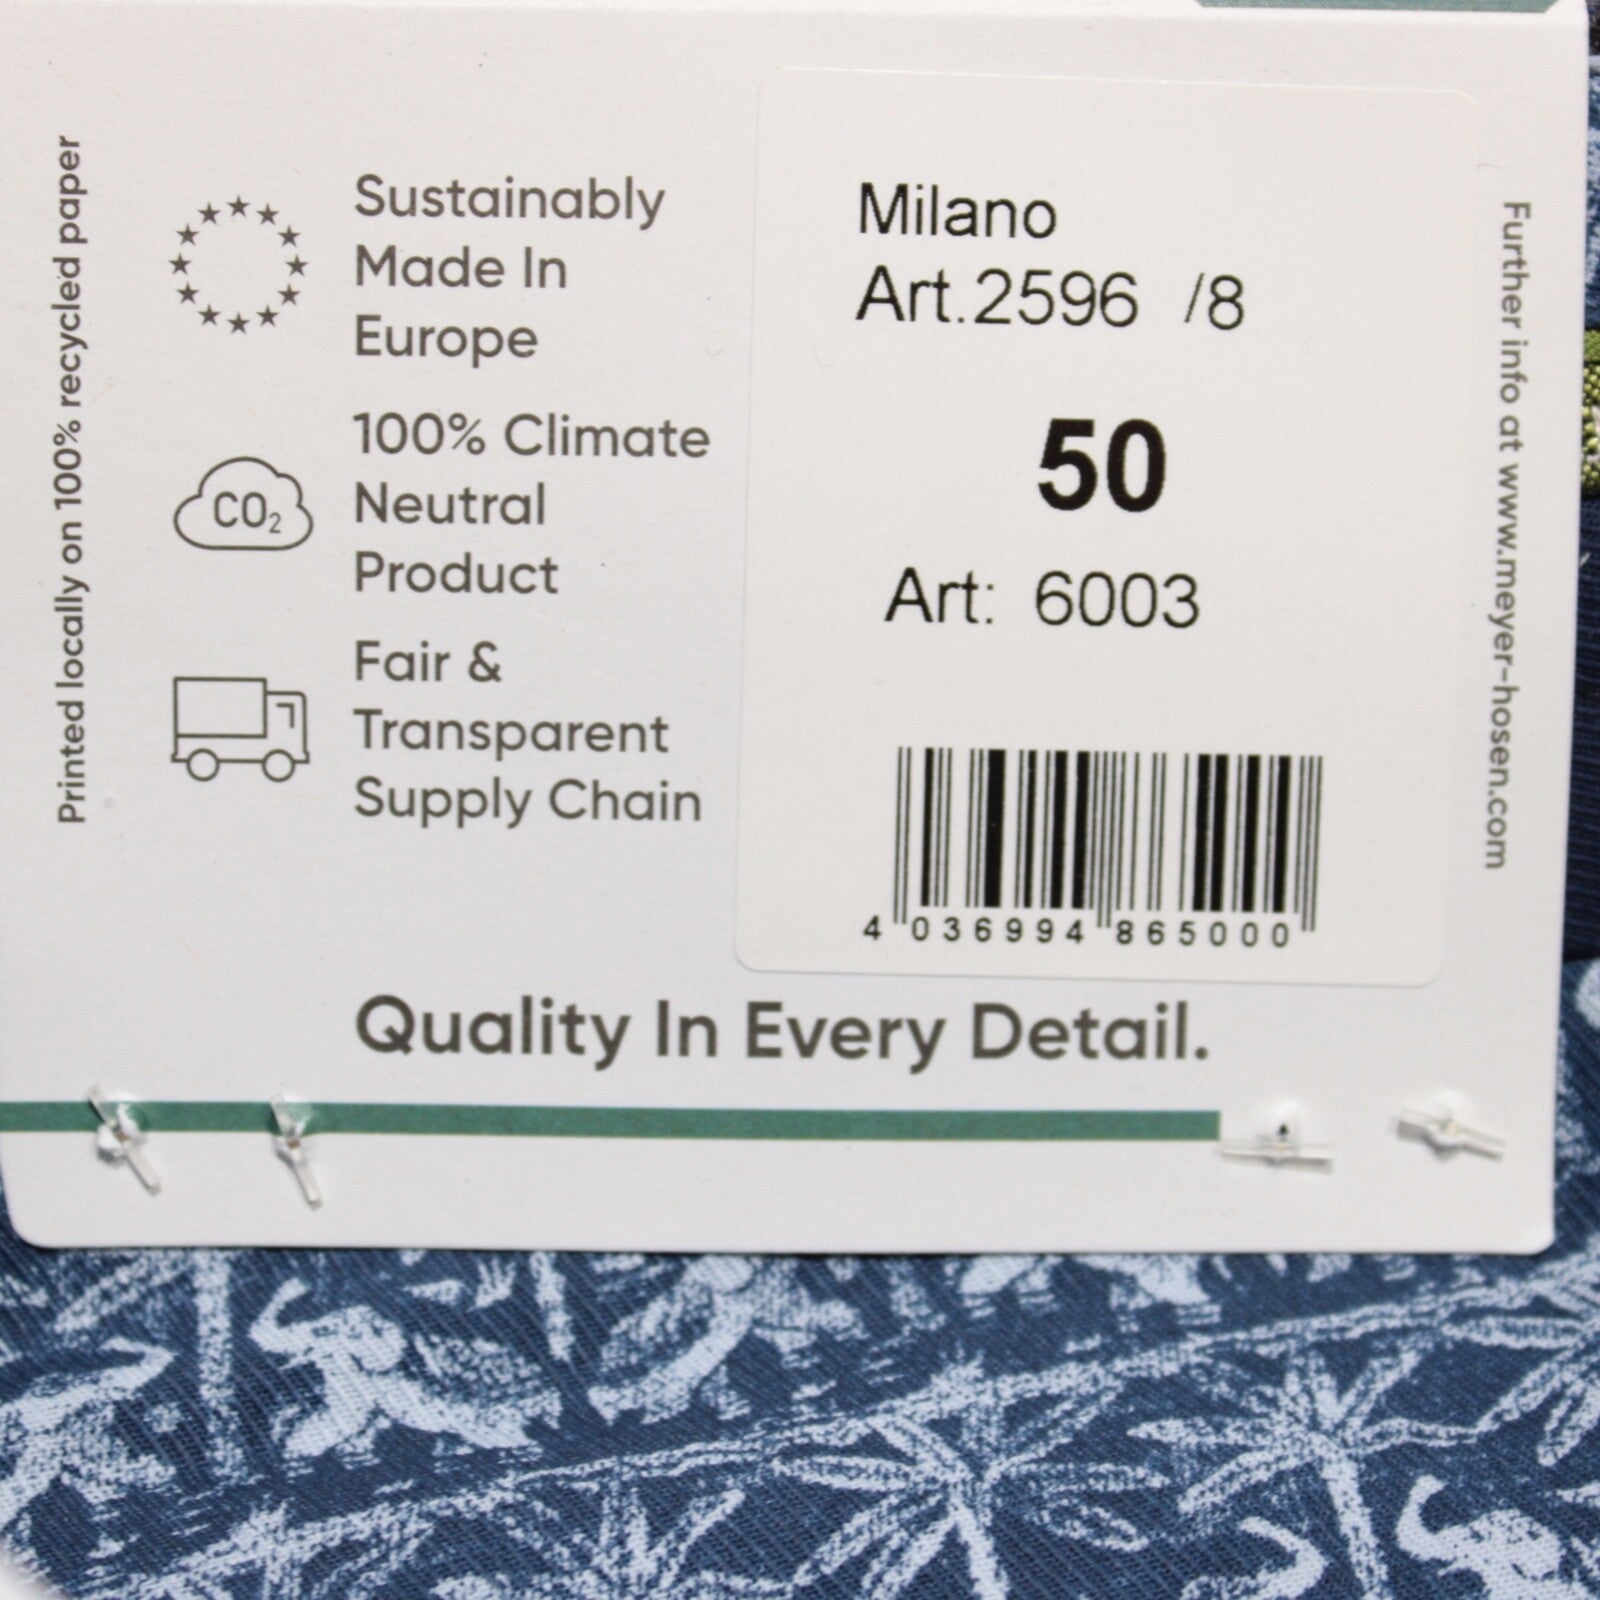 Printed locally on 100% recycled paper
Sustainably
Made In
Europe
CO₂
100% Climate
Neutral
Product
Fair &
Transparent
Supply Chain
Milano
Art.2596 /8
50
Art: 6003
4 036994 865000
Further info at www.meyer-hosen.com
Quality In Every Detail.